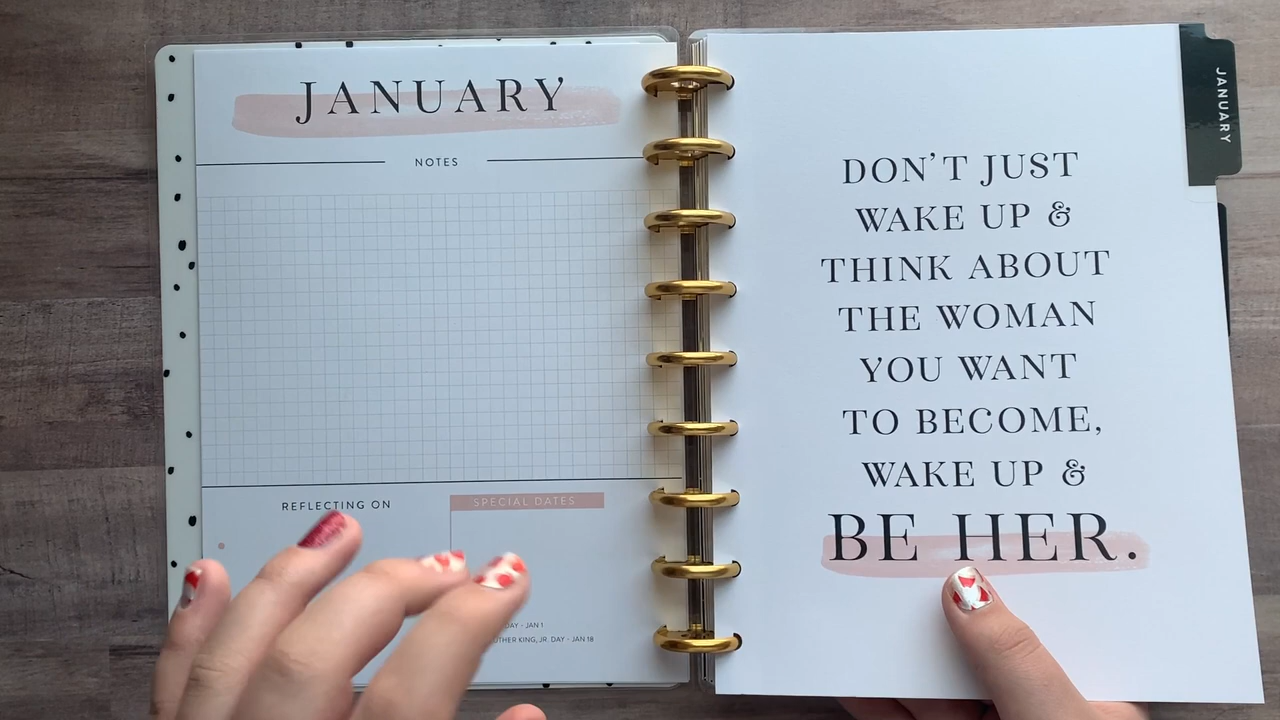 JANUARY
NOTES
REFLECTING ON
SPECIAL DATES
DAY - JAN 1
KING, JR. DAY - JAN 18
DON'T JUST
WAKE UP &
THINK ABOUT
THE WOMAN
YOU WANT
TO BECOME,
WAKE UP &
BE HER.
JANUARY